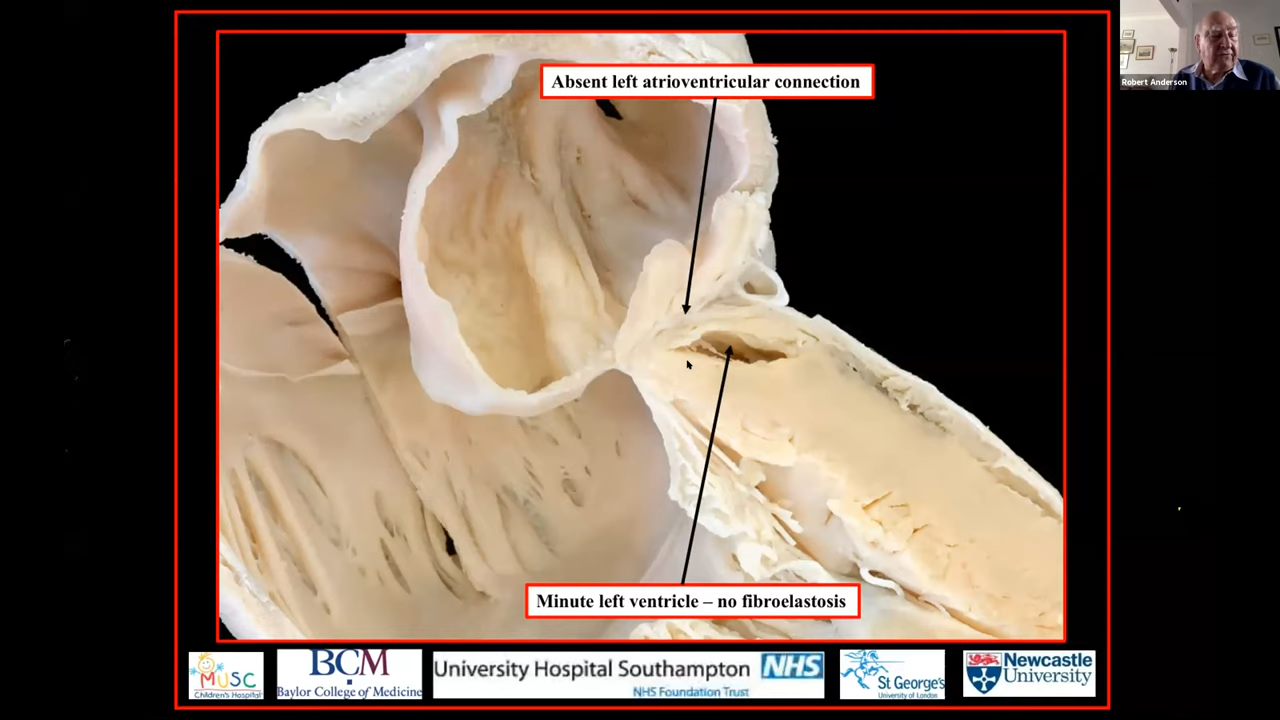 Absent left atrioventricular connection
Robert Anderson
Minute left ventricle – no fibroelastosis
MUSC
Children's Hospital
BCM
Baylor College of Medicine
University Hospital Southampton
NHS
NHS Foundation Trust
St George's
University of London
Newcastle
University